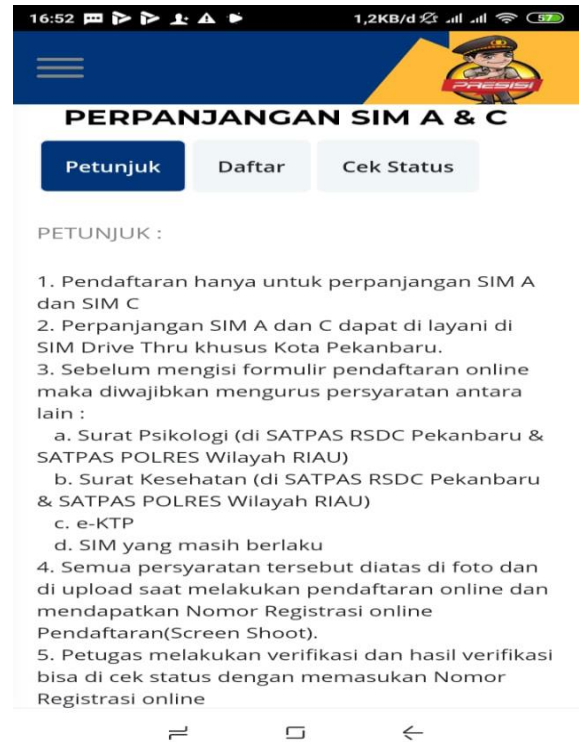 16:52 1,2KB/d 57
PRESISI
PERPANJANGAN SIM A & C
Petunjuk Daftar Cek Status
PETUNJUK :
1. Pendaftaran hanya untuk perpanjangan SIM A
dan SIM C
2. Perpanjangan SIM A dan C dapat di layani di
SIM Drive Thru khusus Kota Pekanbaru.
3. Sebelum mengisi formulir pendaftaran online
maka diwajibkan mengurus persyaratan antara
lain :
a. Surat Psikologi (di SATPAS RSDC Pekanbaru &
SATPAS POLRES Wilayah RIAU)
b. Surat Kesehatan (di SATPAS RSDC Pekanbaru
& SATPAS POLRES Wilayah RIAU)
c. e-KTP
d. SIM yang masih berlaku
4. Semua persyaratan tersebut diatas di foto dan
di upload saat melakukan pendaftaran online dan
mendapatkan Nomor Registrasi online
Pendaftaran(Screen Shoot).
5. Petugas melakukan verifikasi dan hasil verifikasi
bisa di cek status dengan memasukan Nomor
Registrasi online